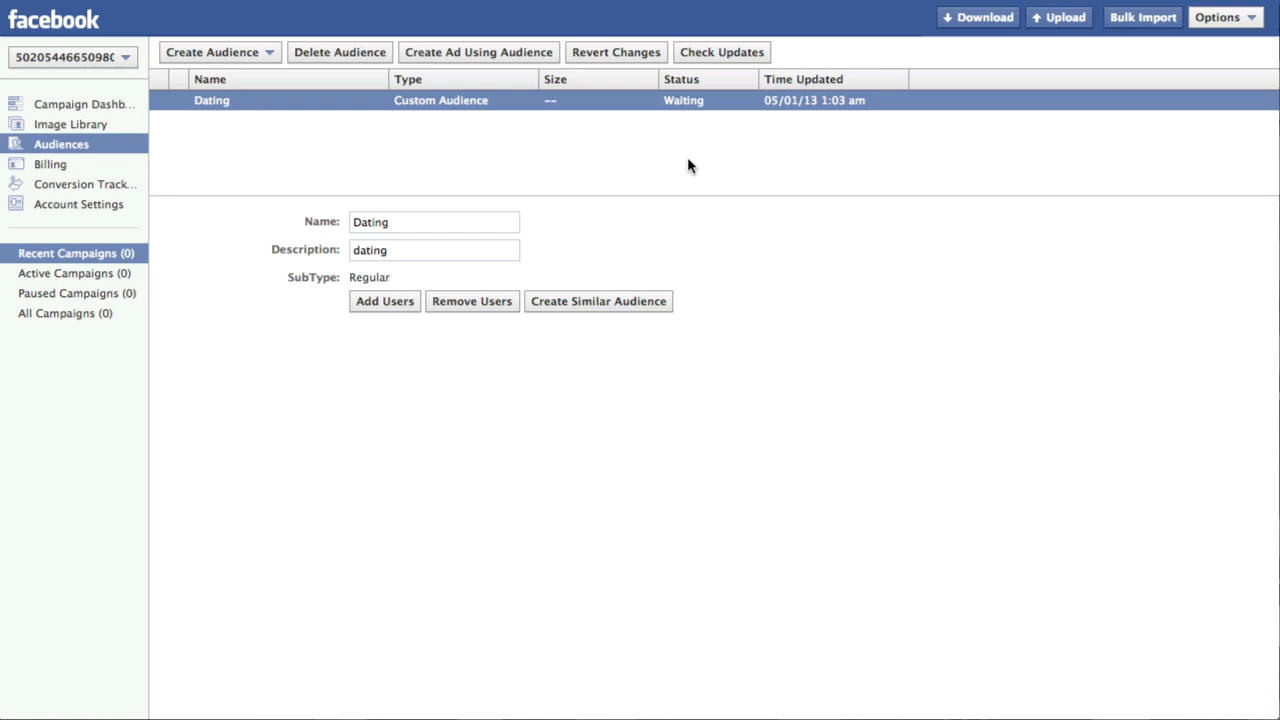 facebook
Download Upload Bulk Import Options
50205446650980
Create Audience Delete Audience Create Ad Using Audience Revert Changes Check Updates
Name Type Size Status Time Updated
Dating Custom Audience -- Waiting 05/01/13 1:03 am
Campaign Dashb...
Image Library
Audiences
Billing
Conversion Track...
Account Settings
Recent Campaigns (0)
Active Campaigns (0)
Paused Campaigns (0)
All Campaigns (0)
Name: Dating
Description: dating
SubType: Regular
Add Users Remove Users Create Similar Audience